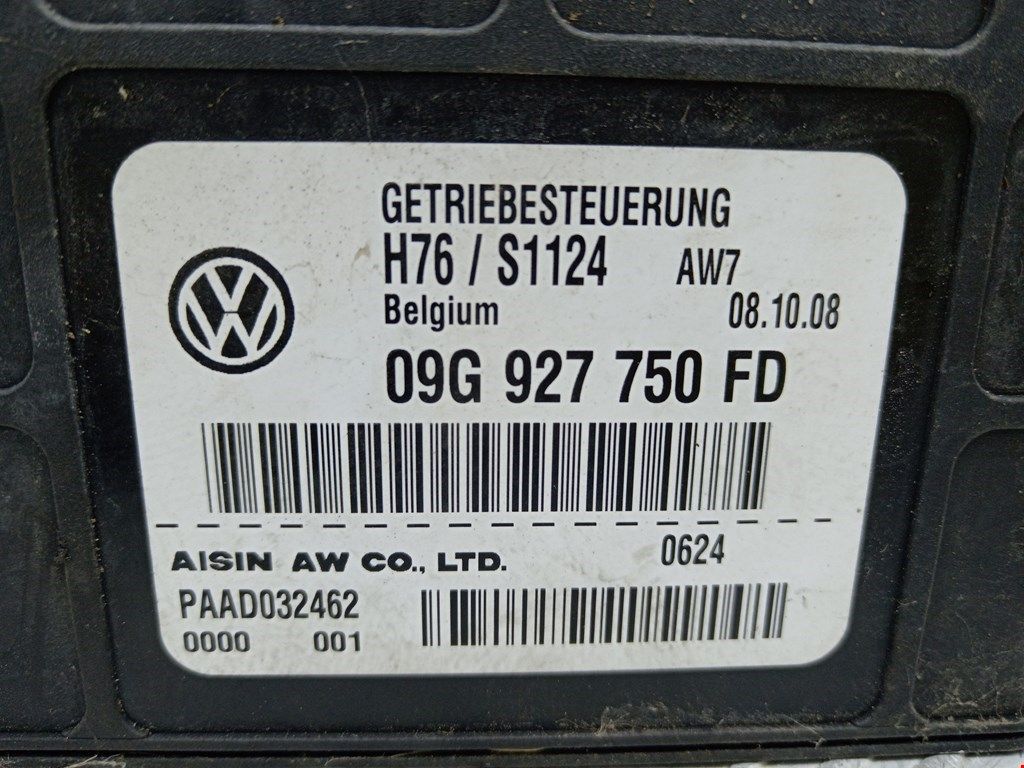 GETRIEBESTEUERUNG
H76 / S1124 AW7
Belgium 08.10.08
09G 927 750 FD
AISIN AW CO., LTD. 0624
PAAD032462
0000 001